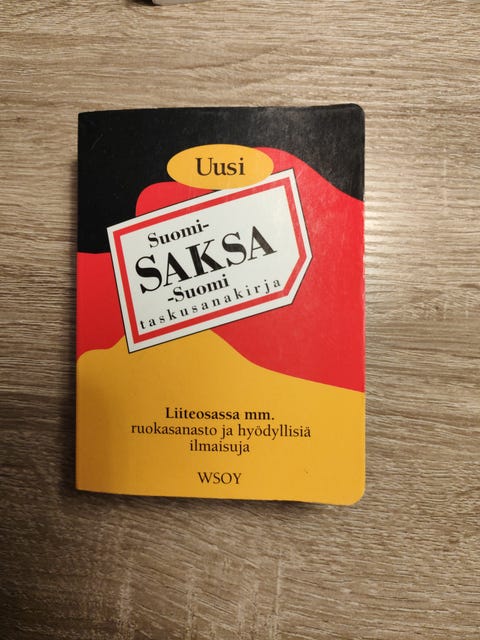 Uusi
Suomi-
SAKSA
-Suomi
taskusanakirja
Liiteosassa mm.
ruokasanasto ja hyödyllisiä
ilmaisuja
WSOY